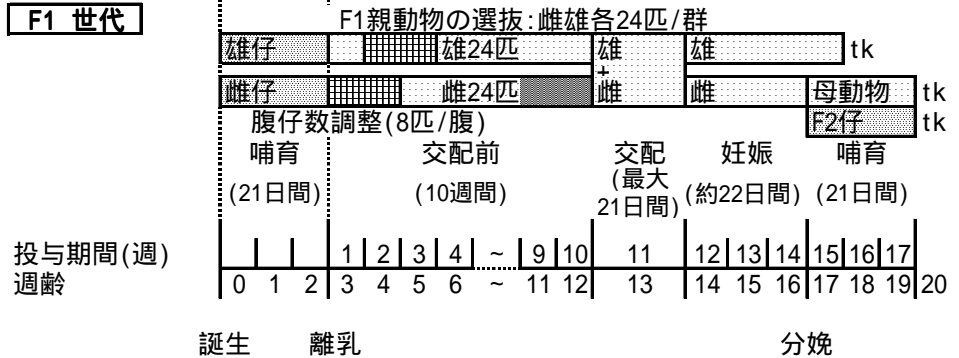 F1 世代
F1親動物の選抜:雌雄各24匹/群
雄仔 雄24匹 雄 雄 tk
+
雌仔 雌24匹 雌 雌 母動物 tk
腹仔数調整(8匹/腹) F2仔 tk
哺育 交配前 交配 妊娠 哺育
(21日間) (10週間) (最大21日間) (約22日間) (21日間)
投与期間(週) 1 2 3 4 ~ 9 10 11 12 13 14 15 16 17
週齢 0 1 2 3 4 5 6 ~ 11 12 13 14 15 16 17 18 19 20
誕生 離乳 分娩